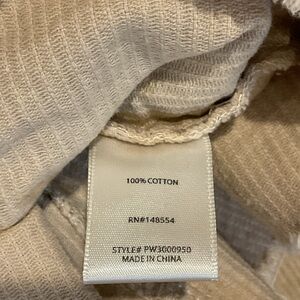 100% COTTON
RN#148554
STYLE# PW3000950
MADE IN CHINA